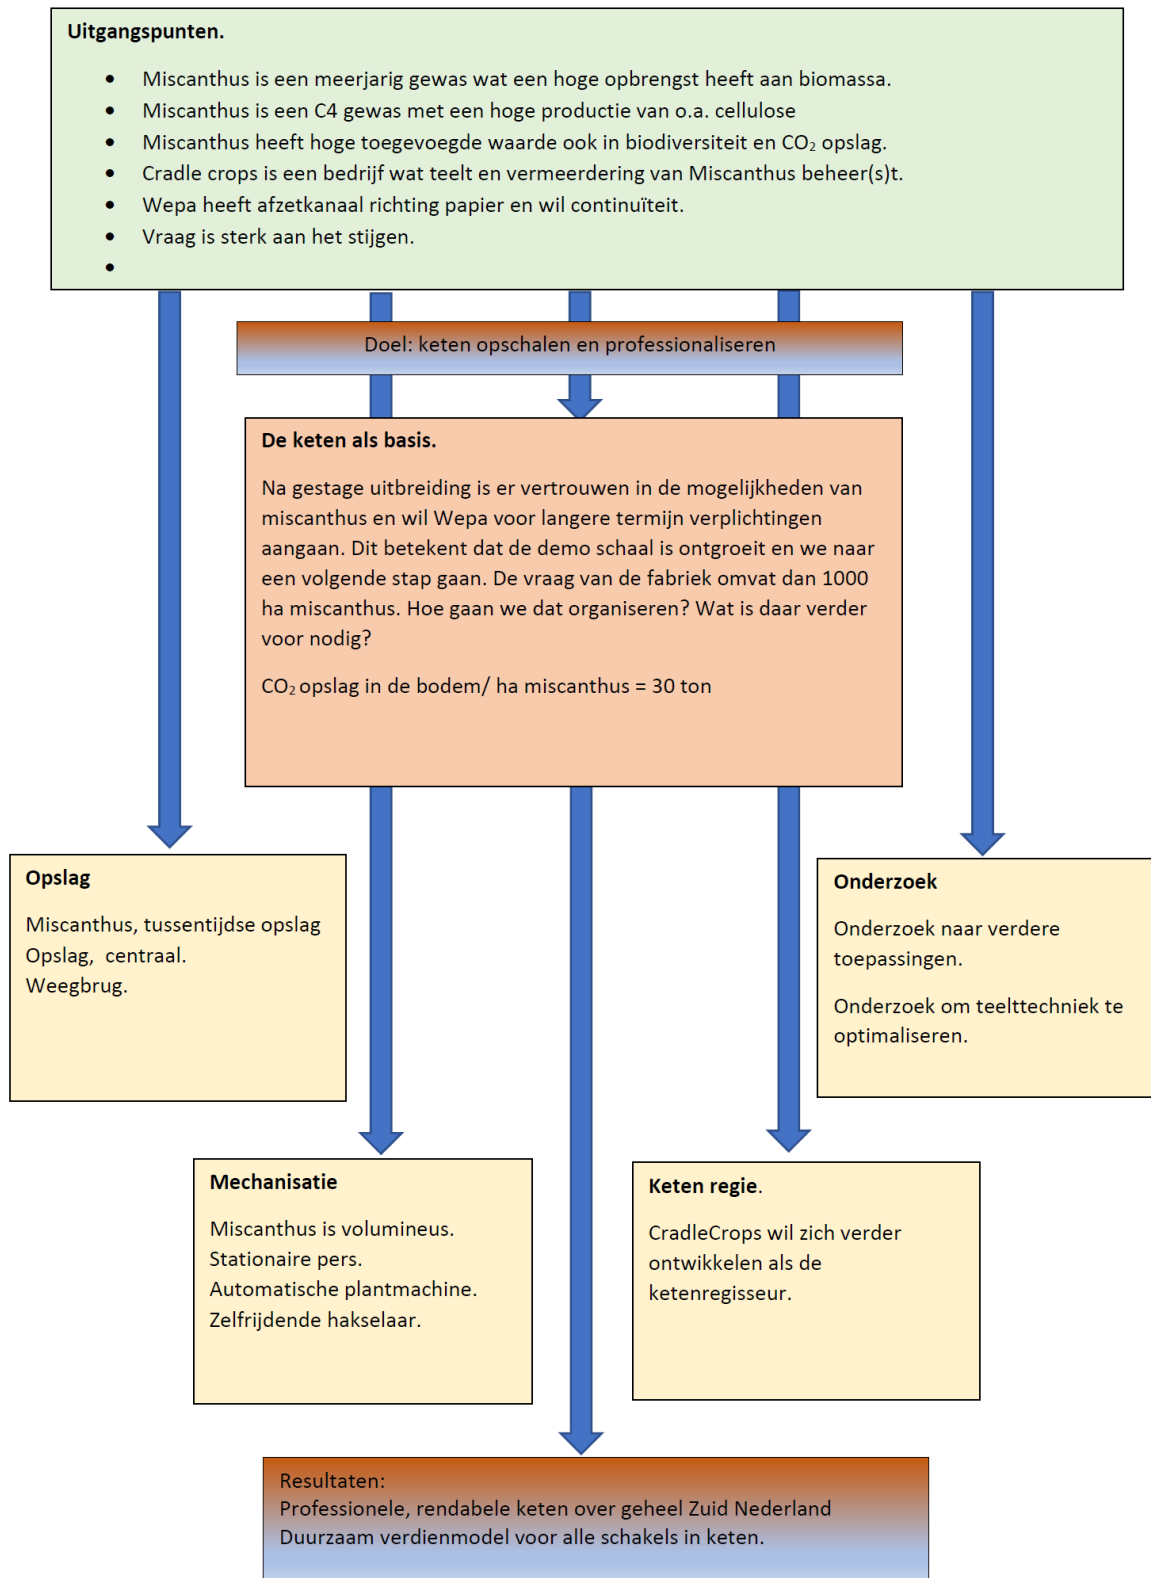 Uitgangspunten.
• Miscanthus is een meerjarig gewas wat een hoge opbrengst heeft aan biomassa.
• Miscanthus is een C4 gewas met een hoge productie van o.a. cellulose
• Miscanthus heeft hoge toegevoegde waarde ook in biodiversiteit en CO₂ opslag.
• Cradle crops is een bedrijf wat teelt en vermeerdering van Miscanthus beheer(s)t.
• Wepa heeft afzetkanaal richting papier en wil continuïteit.
• Vraag is sterk aan het stijgen.
•
Doel: keten opschalen en professionaliseren
De keten als basis.
Na gestage uitbreiding is er vertrouwen in de mogelijkheden van
miscanthus en wil Wepa voor langere termijn verplichtingen
aangaan. Dit betekent dat de demo schaal is ontgroeit en we naar
een volgende stap gaan. De vraag van de fabriek omvat dan 1000
ha miscanthus. Hoe gaan we dat organiseren? Wat is daar verder
voor nodig?
CO₂ opslag in de bodem/ ha miscanthus = 30 ton
Opslag
Miscanthus, tussentijdse opslag
Opslag, centraal.
Weegbrug.
Onderzoek
Onderzoek naar verdere
toepassingen.
Onderzoek om teelttechniek te
optimaliseren.
Mechanisatie
Miscanthus is volumineus.
Stationaire pers.
Automatische plantmachine.
Zelfrijdende hakselaar.
Keten regie.
CradleCrops wil zich verder
ontwikkelen als de
ketenregisseur.
Resultaten:
Professionele, rendabele keten over geheel Zuid Nederland
Duurzaam verdienmodel voor alle schakels in keten.